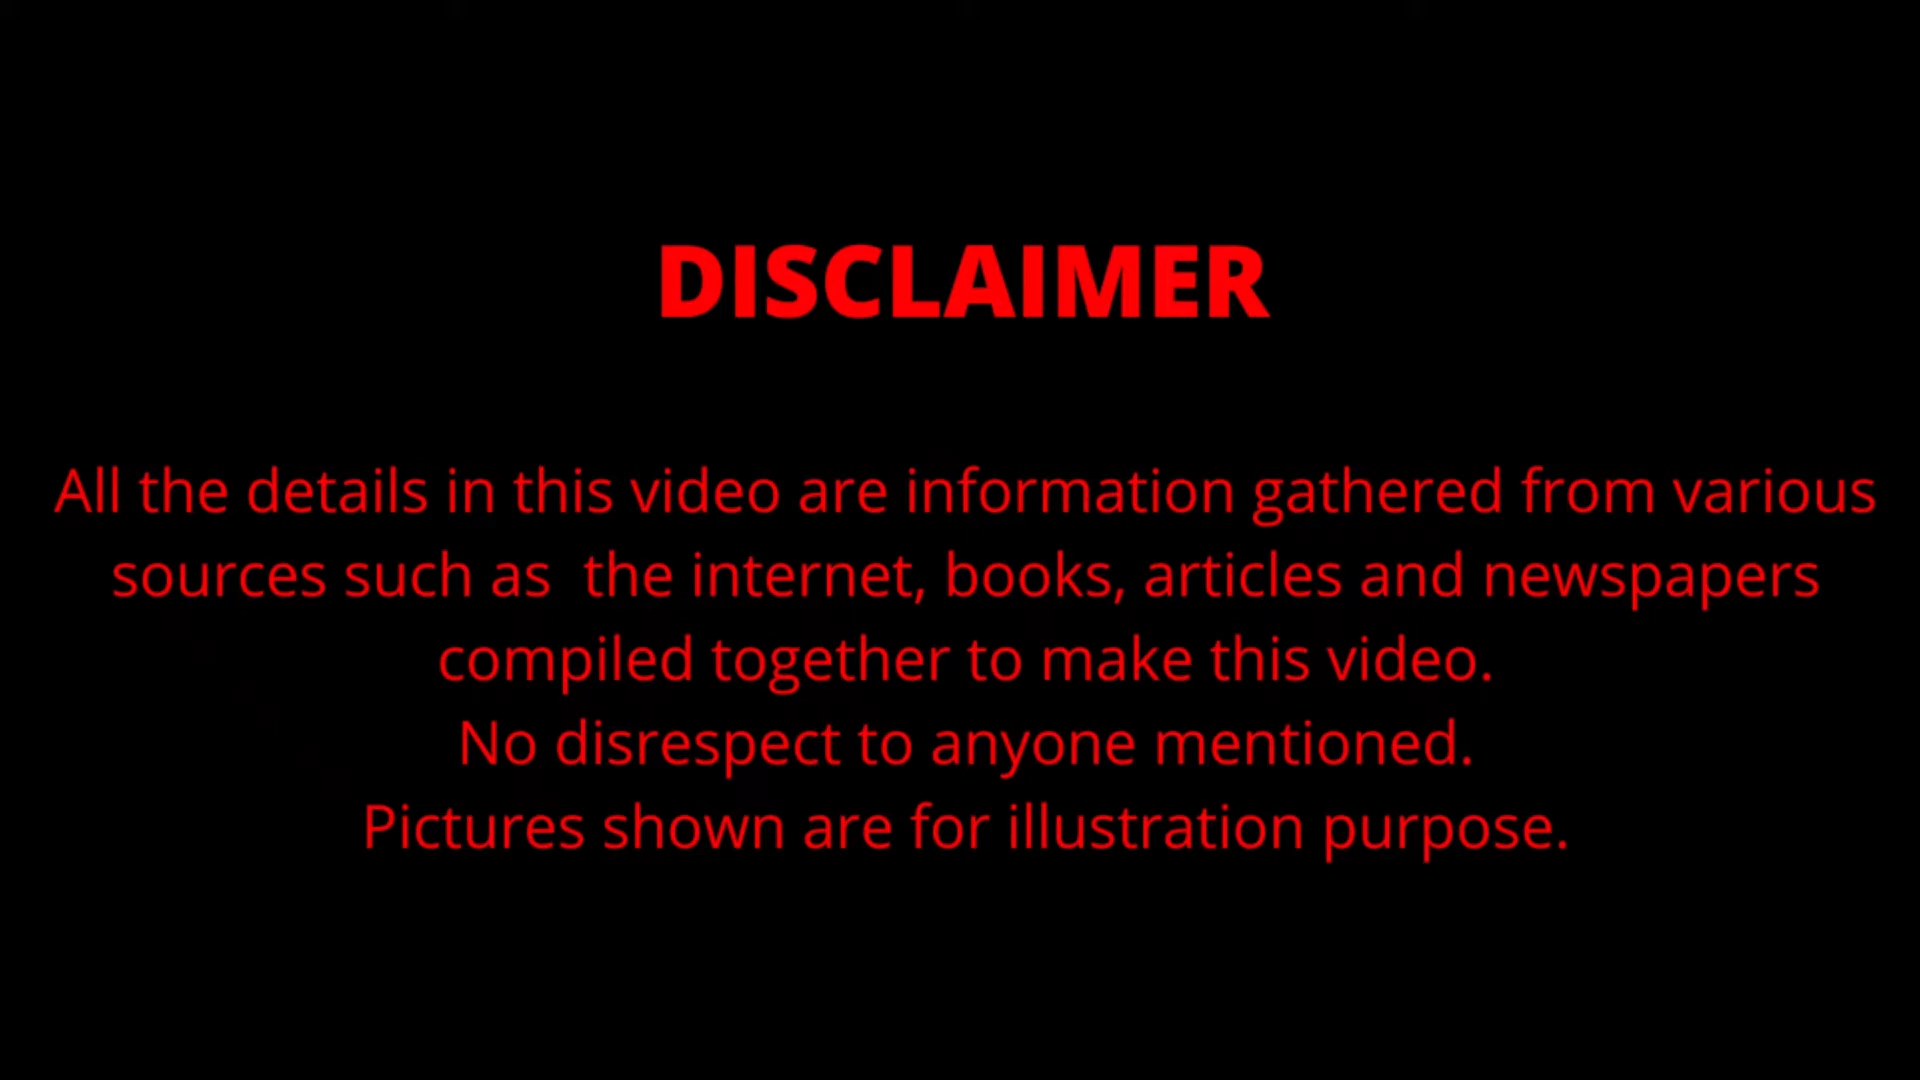 DISCLAIMER
All the details in this video are information gathered from various
sources such as  the internet, books, articles and newspapers
compiled together to make this video.
No disrespect to anyone mentioned.
Pictures shown are for illustration purpose.